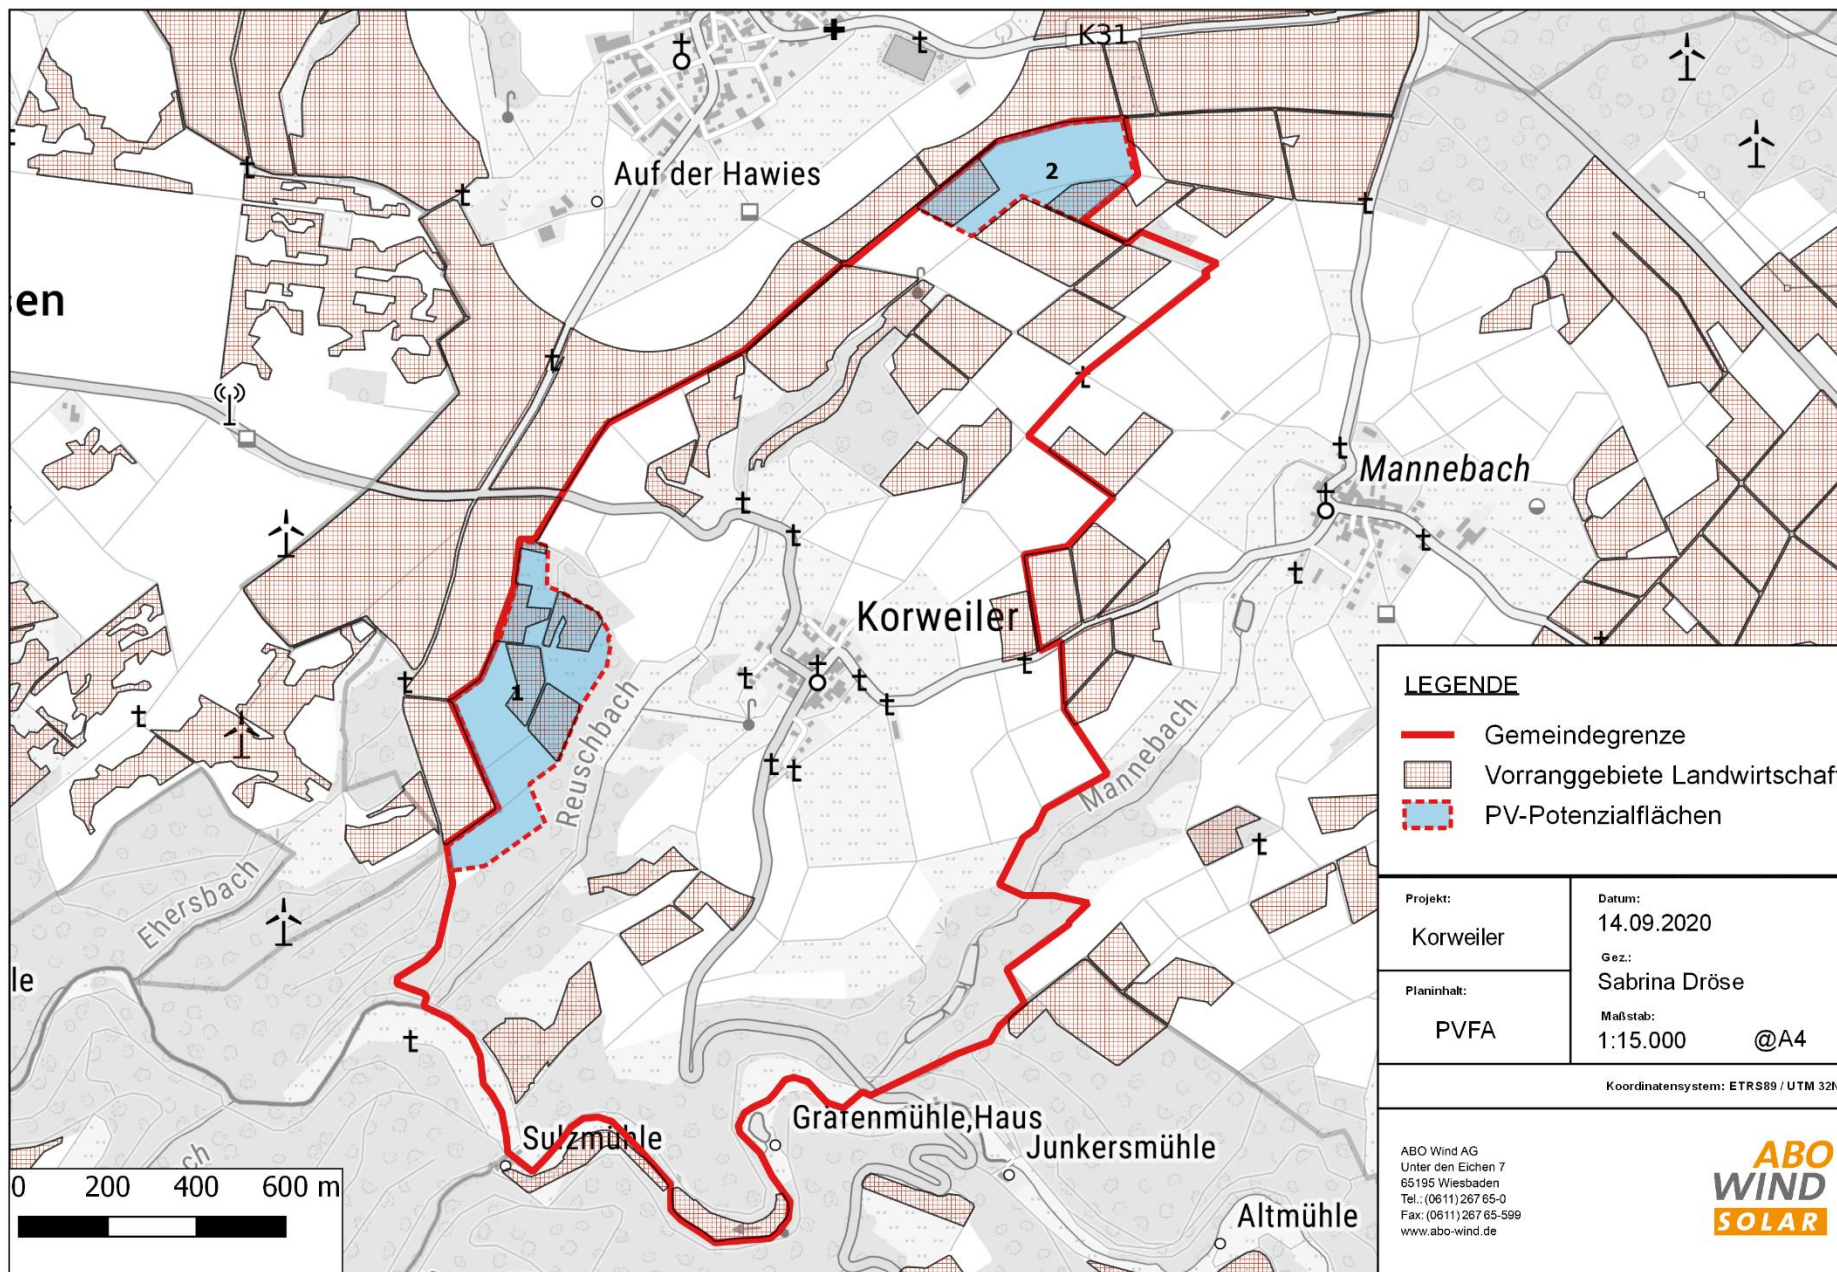 K31
Auf der Hawies
2
en
Mannebach
Korweiler
1
Reuschbach
Mannebach
Ehersbach
le
Sulzmühle
Grafenmühle,Haus
Junkersmühle
Altmühle
ch
0 200 400 600 m
LEGENDE
Gemeindegrenze
Vorranggebiete Landwirtschaft
PV-Potenzialflächen
Projekt:
Korweiler
Planinhalt:
PVFA
Datum:
14.09.2020
Gez.:
Sabrina Dröse
Maßstab:
1:15.000 @A4
Koordinatensystem: ETRS89 / UTM 32N
ABO Wind AG
Unter den Eichen 7
65195 Wiesbaden
Tel.: (0611) 267 65-0
Fax: (0611) 267 65-599
www.abo-wind.de
ABO
WIND
SOLAR